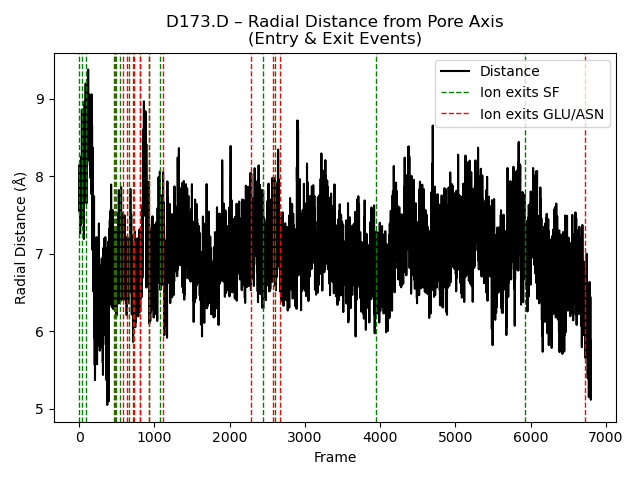 D173.D – Radial Distance from Pore Axis
(Entry & Exit Events)
Distance
Ion exits SF
Ion exits GLU/ASN
Radial Distance (Å)
9
8
7
6
5
0 1000 2000 3000 4000 5000 6000 7000
Frame